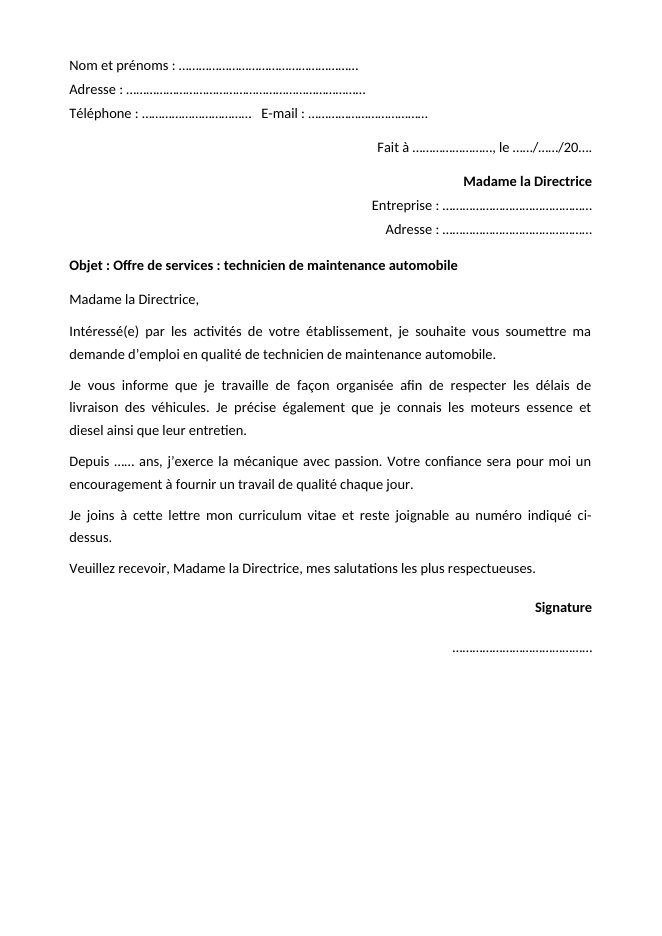 Nom et prénoms : ……………………………………………
Adresse : ………………………………………………………………
Téléphone : …………………………… E-mail : ………………………………
Fait à ……………………, le ……/……/20….
Madame la Directrice
Entreprise : ………………………………………
Adresse : ………………………………………
Objet : Offre de services : technicien de maintenance automobile
Madame la Directrice,
Intéressé(e) par les activités de votre établissement, je souhaite vous soumettre ma
demande d’emploi en qualité de technicien de maintenance automobile.
Je vous informe que je travaille de façon organisée afin de respecter les délais de
livraison des véhicules. Je précise également que je connais les moteurs essence et
diesel ainsi que leur entretien.
Depuis …… ans, j’exerce la mécanique avec passion. Votre confiance sera pour moi un
encouragement à fournir un travail de qualité chaque jour.
Je joins à cette lettre mon curriculum vitae et reste joignable au numéro indiqué ci-
dessus.
Veuillez recevoir, Madame la Directrice, mes salutations les plus respectueuses.
Signature
……………………………………